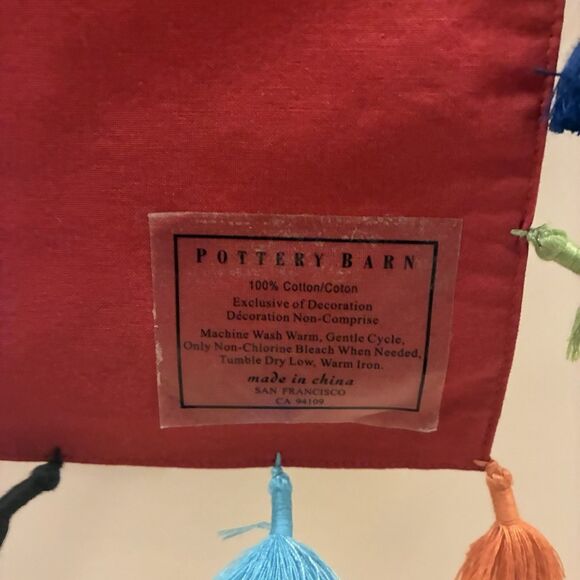 POTTERY BARN
100% Cotton/Coton
Exclusive of Decoration
Décoration Non-Comprise
Machine Wash Warm, Gentle Cycle,
Only Non-Chlorine Bleach When Needed,
Tumble Dry Low, Warm Iron.
made in china
SAN FRANCISCO
CA 94109